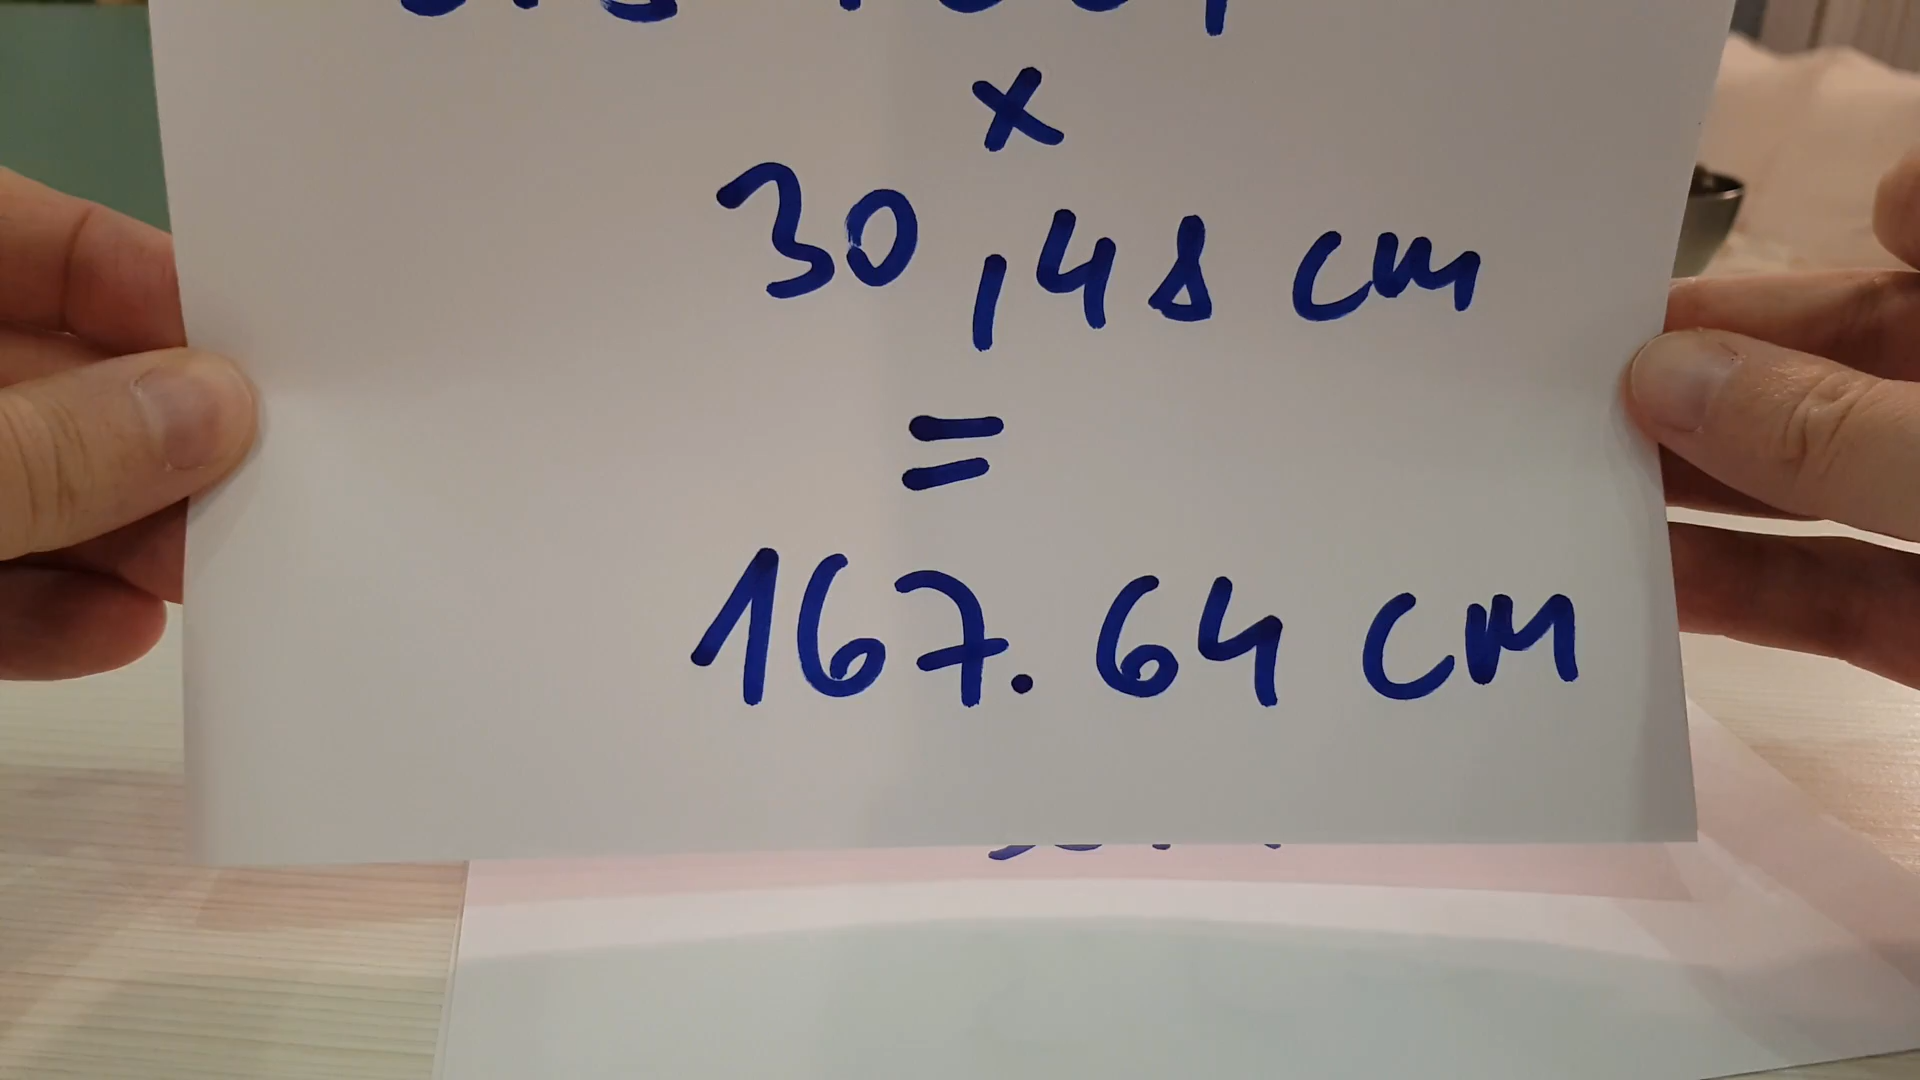 ×
30,48 cm
=
167.64 cm